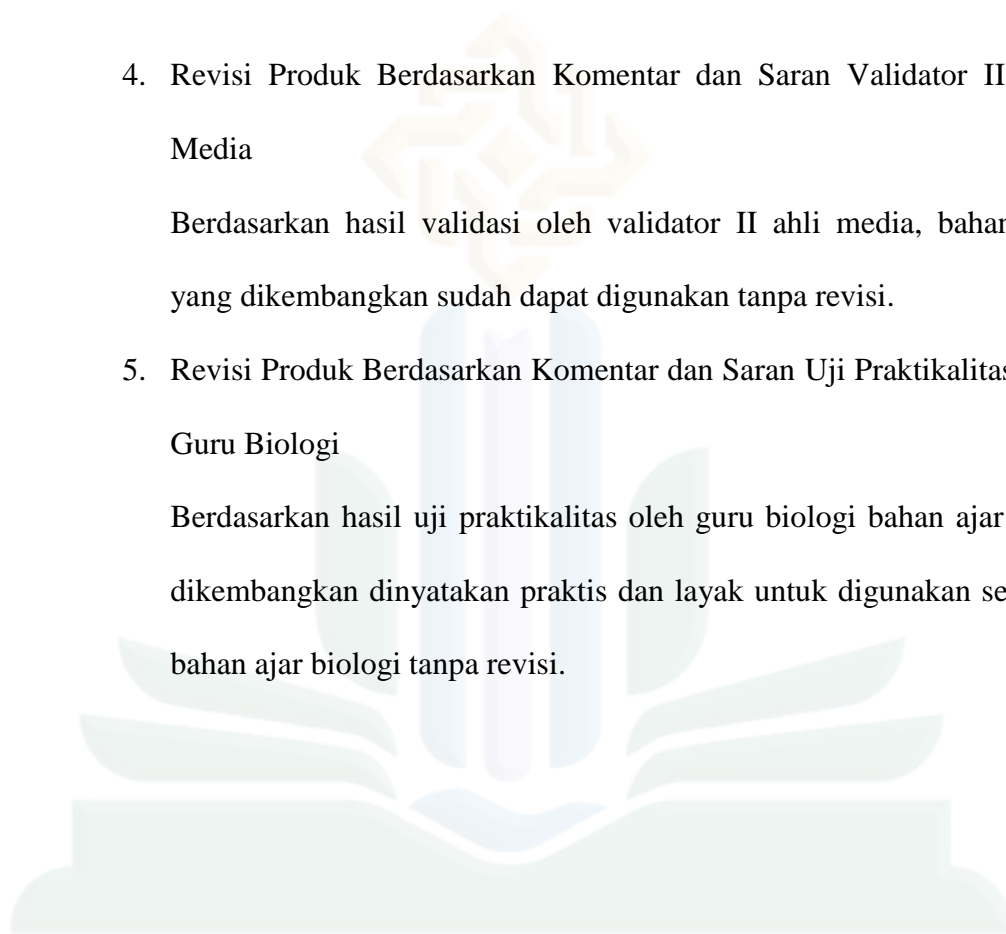 4. Revisi Produk Berdasarkan Komentar dan Saran Validator II
Media
Berdasarkan hasil validasi oleh validator II ahli media, bahan
yang dikembangkan sudah dapat digunakan tanpa revisi.
5. Revisi Produk Berdasarkan Komentar dan Saran Uji Praktikalitas
Guru Biologi
Berdasarkan hasil uji praktikalitas oleh guru biologi bahan ajar
dikembangkan dinyatakan praktis dan layak untuk digunakan se
bahan ajar biologi tanpa revisi.